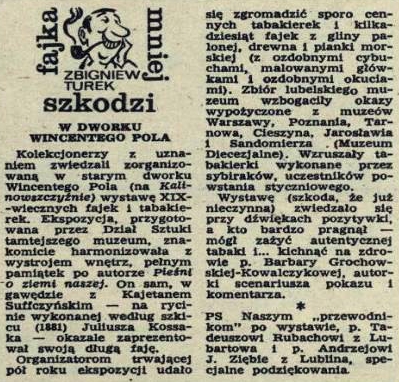 fajka
mniej
ZBIGNIEW
TUREK
szkodzi
W DWORKU
WINCENTEGO POLA
Kolekcjonerzy z uzna-
niem zwiedzali zorganizo-
waną w starym dworku
Wincentego Pola (na Kali-
nowszczyźnie) wystawę XIX-
-wiecznych fajek i tabakie-
rek. Ekspozycja, przygoto-
wana przez Dział Sztuki
tamtejszego muzeum, zna-
komicie harmonizowała z
wystrojem wnętrz, pełnym
pamiątek po autorze Pieśni
o ziemi naszej. On sam, w
gawędzie z Kajetanem
Suffczyńskim — na ryci-
nie wykonanej według szki-
cu (1881) Juliusza Kossa-
ka — okazale zaprezento-
wał swoją długą faję.
Organizatorom trwającej
pół roku ekspozycji udało
się zgromadzić sporo cen-
nych tabakierek i kilka-
dziesiąt fajek z gliny pa-
lonej, drewna i pianki mor-
skiej (z ozdobnymi cybu-
chami, malowanymi głów-
kami i ozdobnymi okucia-
mi). Zbiór lubelskiego mu-
zeum wzbogaciły okazy
wypożyczone z muzeów
Warszawy, Poznania, Tar-
nowa, Cieszyna, Jarosławia
i Sandomierza (Muzeum
Diecezjalne). Wzruszały ta-
bakierki wykonane przez
sybiraków, uczestników po-
wstania styczniowego.
Wystawę (szkoda, że już
nieczynna) zwiedzało się
przy dźwiękach pozytywki,
a kto bardzo pragnął —
mógł zażyć autentycznej
tabaki i... kichnąć na zdro-
wie p. Barbary Grochow-
skiej-Kowalczykowej, autor-
ki scenariusza pokazu i
komentarza.
*
PS Naszym „przewodni-
kom” po wystawie, p. Ta-
deuszowi Rubachowi z Lu-
bartowa i p. Andrzejowi
J. Ziębie z Lublina, spe-
cjalne podziękowania.